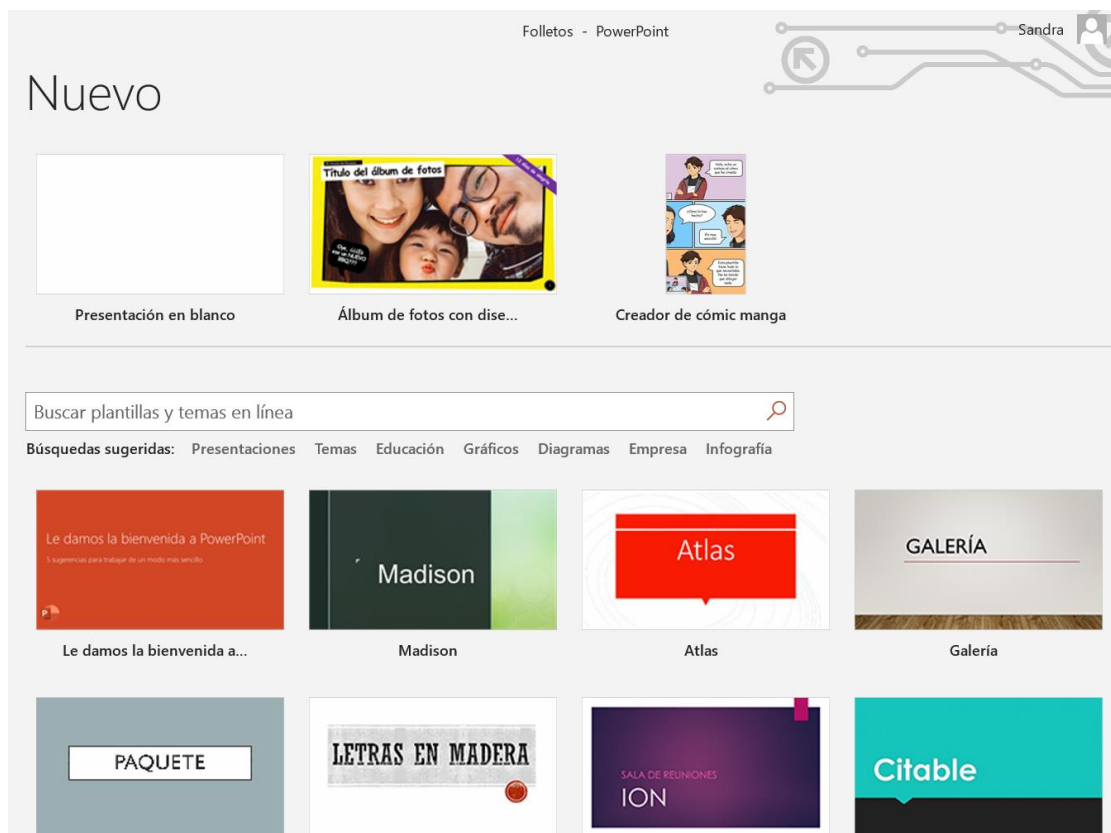 Folletos - PowerPoint
Sandra
Nuevo
Título del álbum de fotos
Presentación en blanco
Álbum de fotos con dise...
Creador de cómic manga
Buscar plantillas y temas en línea
Búsquedas sugeridas: Presentaciones Temas Educación Gráficos Diagramas Empresa Infografía
Le damos la bienvenida a PowerPoint
5 sugerencias para trabajar de un modo más sencillo
P
Madison
Atlas
GALERÍA
Le damos la bienvenida a...
Madison
Atlas
Galería
PAQUETE
LETRAS EN MADERA
SALA DE REUNIONES
ION
Citable